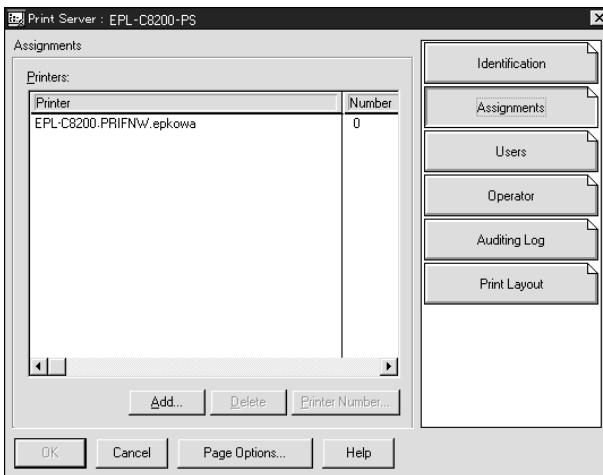 Print Server : EPL-C8200-PS
Assignments
Printers:
Printer Number
EPL-C8200.PRIFNW.epkowa 0
Add... Delete Printer Number...
OK Cancel Page Options... Help
Identification
Assignments
Users
Operator
Auditing Log
Print Layout